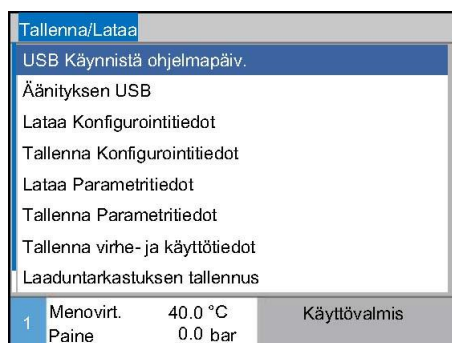 Tallenna/Lataa
USB Käynnistä ohjelmapäiv.
Äänityksen USB
Lataa Konfigurointitiedot
Tallenna Konfigurointitiedot
Lataa Parametritiedot
Tallenna Parametritiedot
Tallenna virhe- ja käyttötiedot
Laaduntarkastuksen tallennus
1 Menovirt. 40.0 °C Käyttövalmis
Paine 0.0 bar